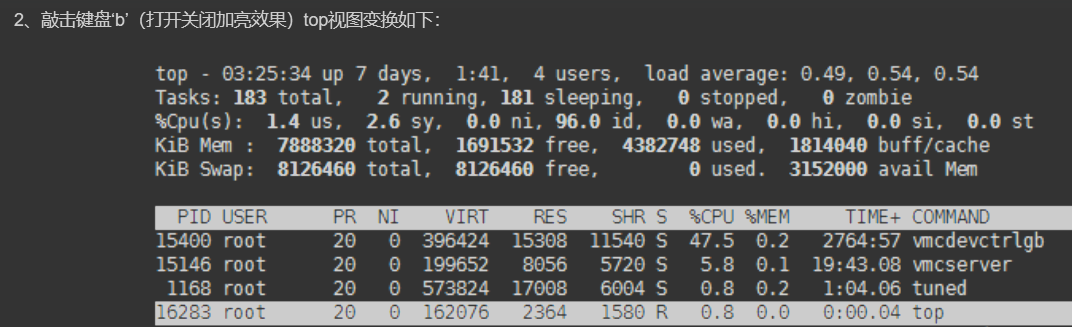 2、敲击键盘‘b’（打开关闭加亮效果）top视图变换如下：
top - 03:25:34 up 7 days,  1:41,  4 users,  load average: 0.49, 0.54, 0.54
Tasks: 183 total,   2 running, 181 sleeping,   0 stopped,   0 zombie
%Cpu(s):  1.4 us,  2.6 sy,  0.0 ni, 96.0 id,  0.0 wa,  0.0 hi,  0.0 si,  0.0 st
KiB Mem :  7888320 total,  1691532 free,  4382748 used,  1814040 buff/cache
KiB Swap:  8126460 total,  8126460 free,        0 used.  3152000 avail Mem
PID USER      PR  NI    VIRT    RES    SHR S  %CPU %MEM     TIME+ COMMAND
15400 root      20   0  396424  15308  11540 S  47.5  0.2   2764:57 vmcdevctrlgb
15146 root      20   0  199652   8056   5720 S   5.8  0.1  19:43.08 vmcserver
1168 root      20   0  573824  17008   6004 S   0.8  0.2   1:04.06 tuned
16283 root      20   0  162076   2364   1580 R   0.8  0.0   0:00.04 top